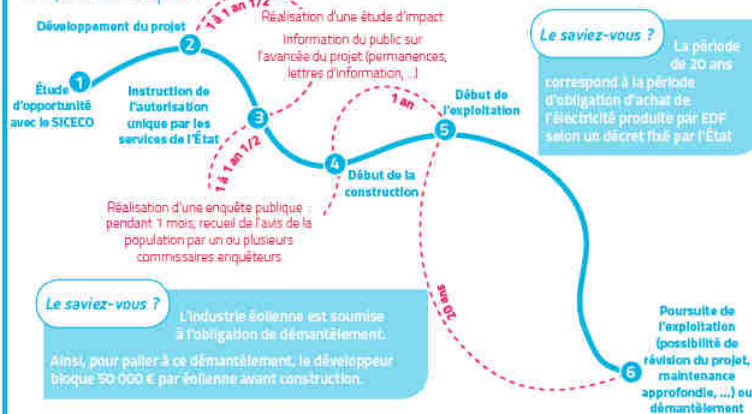 1 à 1 an 1/2
Développement du projet
2
Réalisation d'une étude d'impact
Information du public sur
l'avancée du projet (permanences,
lettres d'information, ...)
Le saviez-vous ?
La période
de 20 ans
correspond à la période
d'obligation d'achat de
l'électricité produite par EDF
selon un décret fixé par l'État
1
Étude
d'opportunité
avec le SICECO
Instruction de
l'autorisation
unique par les
services de l'État
3
1 à 1 an 1/2
1 an
Début de
l'exploitation
5
4
Début de la
construction
Réalisation d'une enquête publique :
pendant 1 mois, recueil de l'avis de la
population par un ou plusieurs
commissaires enquêteurs
20 ans
Le saviez-vous ?
L'industrie éolienne est soumise
à l'obligation de démantèlement.
Ainsi, pour palier à ce démantèlement, le développeur
bloque 50 000 € par éolienne avant construction.
6
Poursuite de
l'exploitation
(possibilité de
révision du projet,
maintenance
approfondie, ...) ou
démantèlement